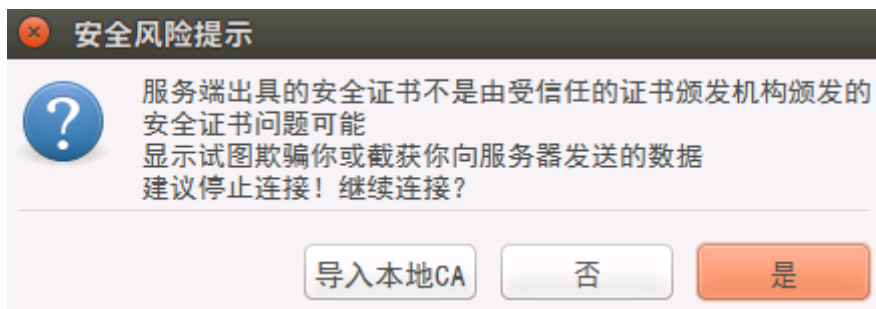 安全风险提示
服务端出具的安全证书不是由受信任的证书颁发机构颁发的
安全证书问题可能
显示试图欺骗你或截获你向服务器发送的数据
建议停止连接！继续连接？
导入本地CA 否 是